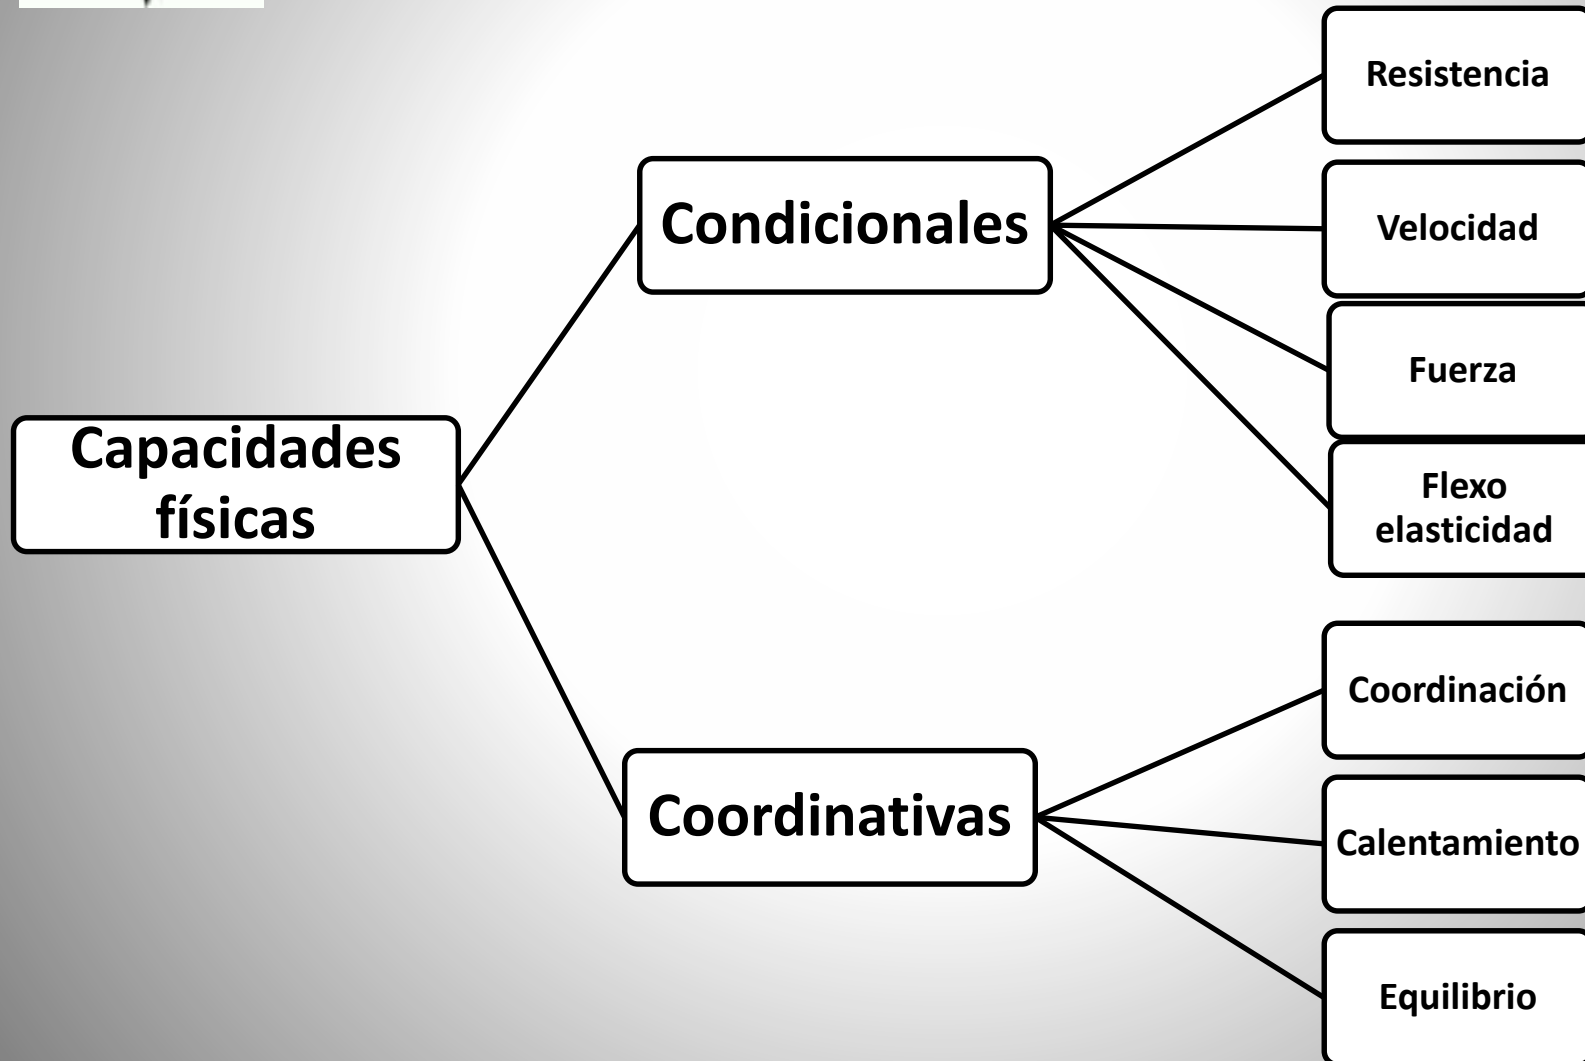 Capacidades
físicas
Condicionales
Resistencia
Velocidad
Fuerza
Flexo
elasticidad
Coordinativas
Coordinación
Calentamiento
Equilibrio